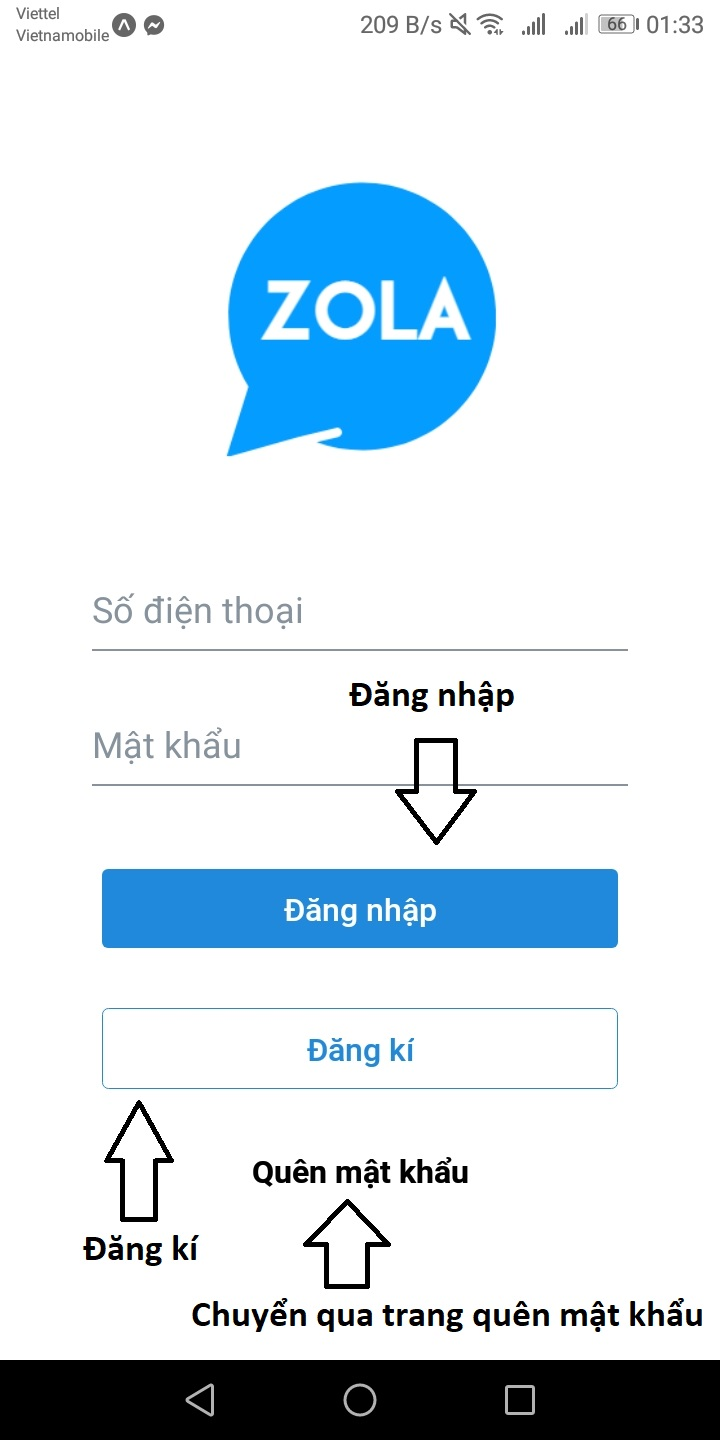 Viettel
Vietnamobile
209 B/s 66 01:33
ZOLA
Số điện thoại
Đăng nhập
Mật khẩu
Đăng nhập
Đăng kí
Quên mật khẩu
Đăng kí
Chuyển qua trang quên mật khẩu